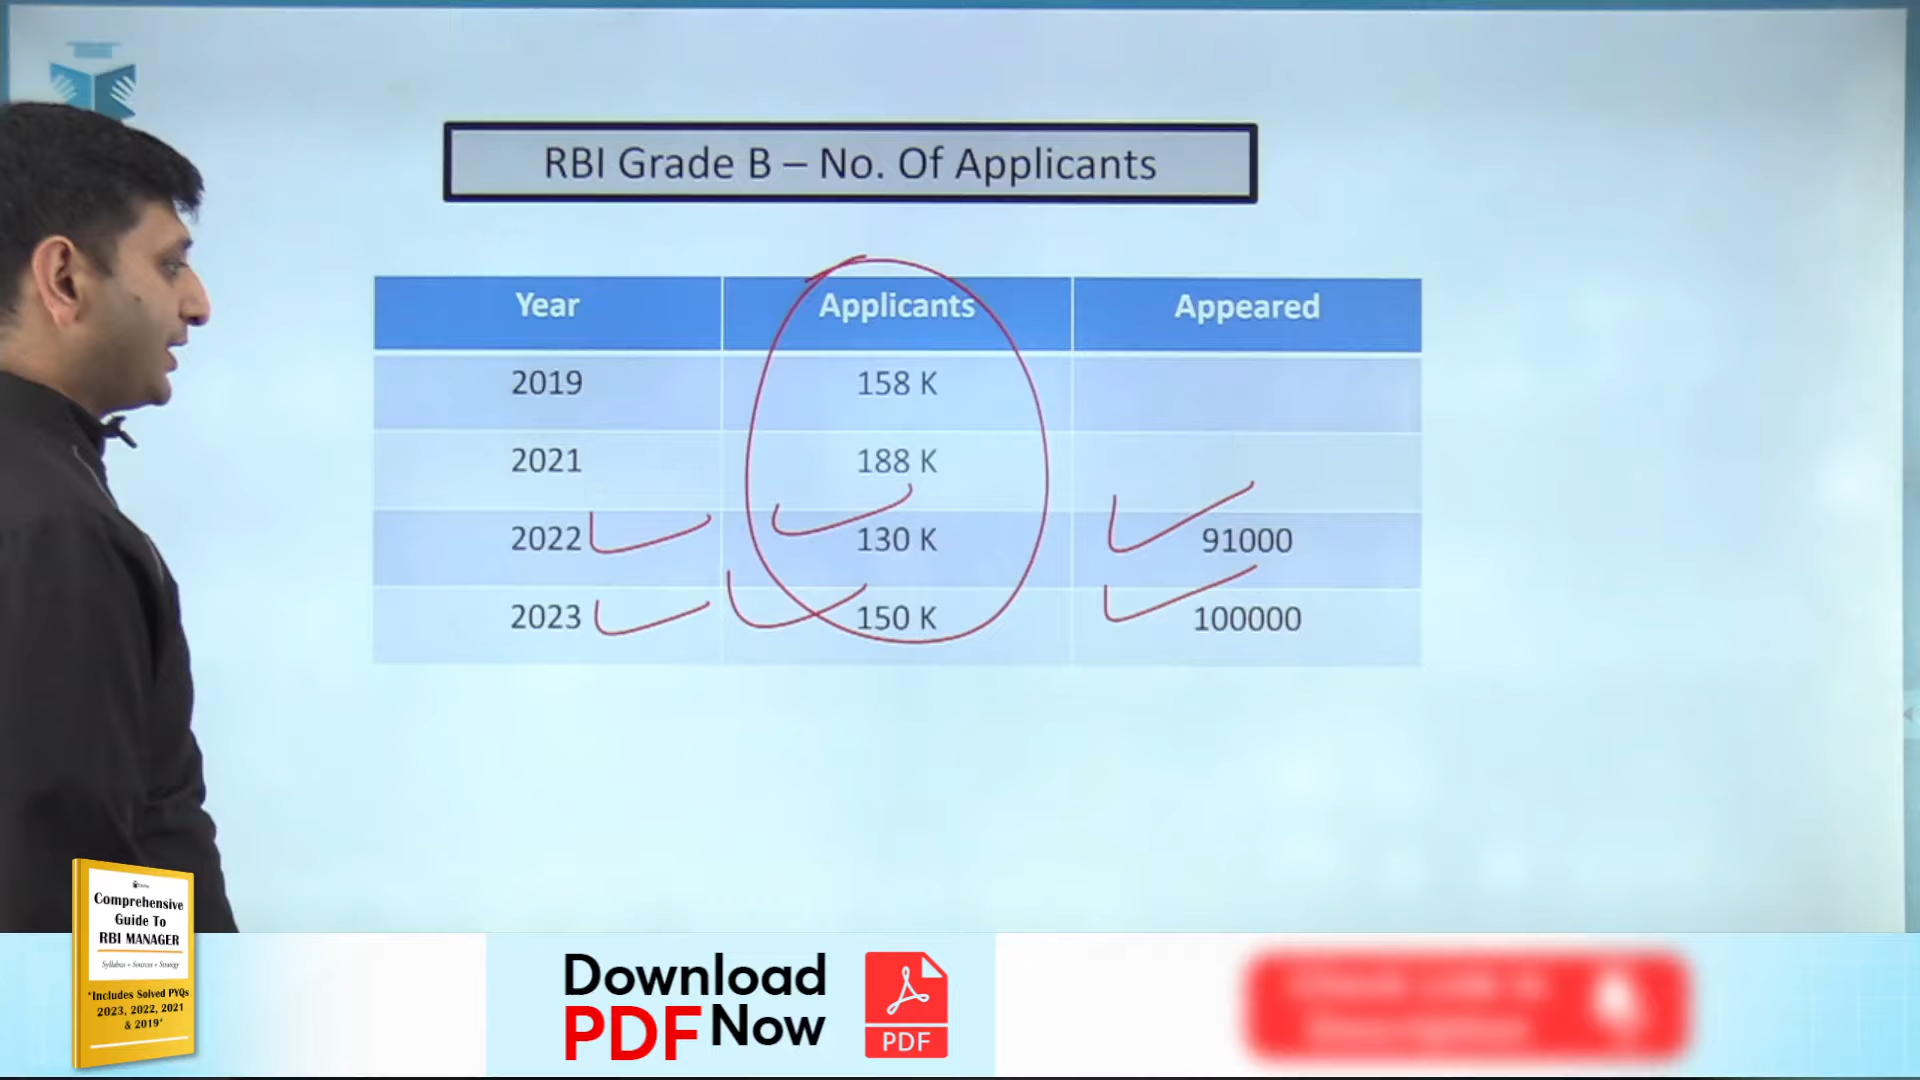 RBI Grade B – No. Of Applicants
Year Applicants Appeared
2019 158 K
2021 188 K
2022 130 K 91000
2023 150 K 100000
Comprehensive
Guide To
RBI MANAGER
Syllabus + Sources + Strategy
*Includes Solved PYQs
2023, 2022, 2021
& 2019*
Download
PDF Now
PDF